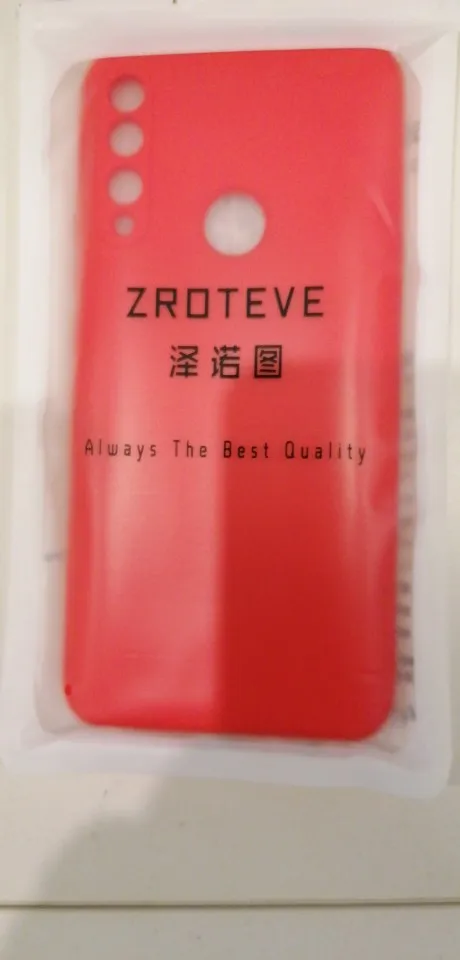 ZROTEVE
泽诺图
Always The Best Quality